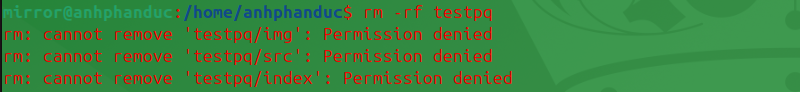 mirror@anhphanduc:/home/anhphanduc$ rm -rf testpq
rm: cannot remove 'testpq/img': Permission denied
rm: cannot remove 'testpq/src': Permission denied
rm: cannot remove 'testpq/index': Permission denied